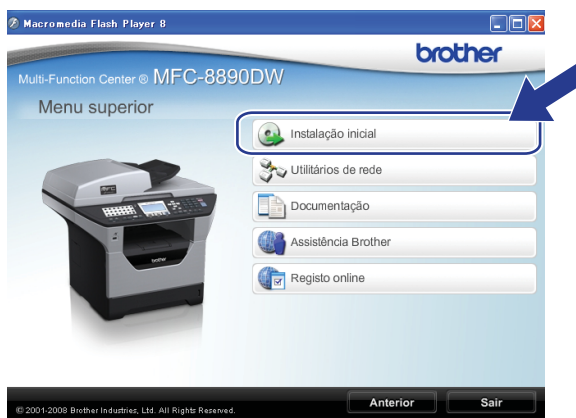 Macromedia Flash Player 8
brother
Multi-Function Center ® MFC-8890DW
Menu superior
Instalação inicial
Utilitários de rede
Documentação
Assistência Brother
Registo online
brother
© 2001-2008 Brother Industries, Ltd. All Rights Reserved.
Anterior
Sair